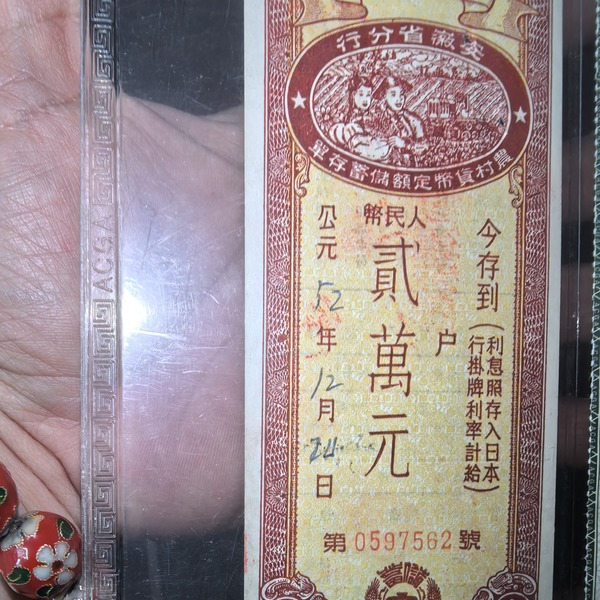 安徽省分行
農村貨幣定額儲蓄存單
今存到(利息照存入日本
行掛牌利率計給)
户
人民幣
貳萬元
公元52年12月24日
第0597562號
ACGA